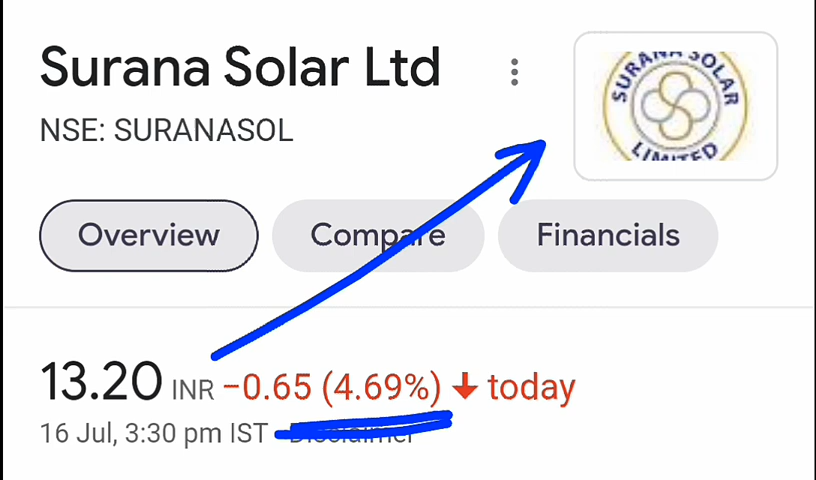 Surana Solar Ltd
NSE: SURANASOL
SURANA SOLAR
LIMITED
Overview
Compare
Financials
13.20 INR −0.65 (4.69%) ↓ today
16 Jul, 3:30 pm IST Disclaimer